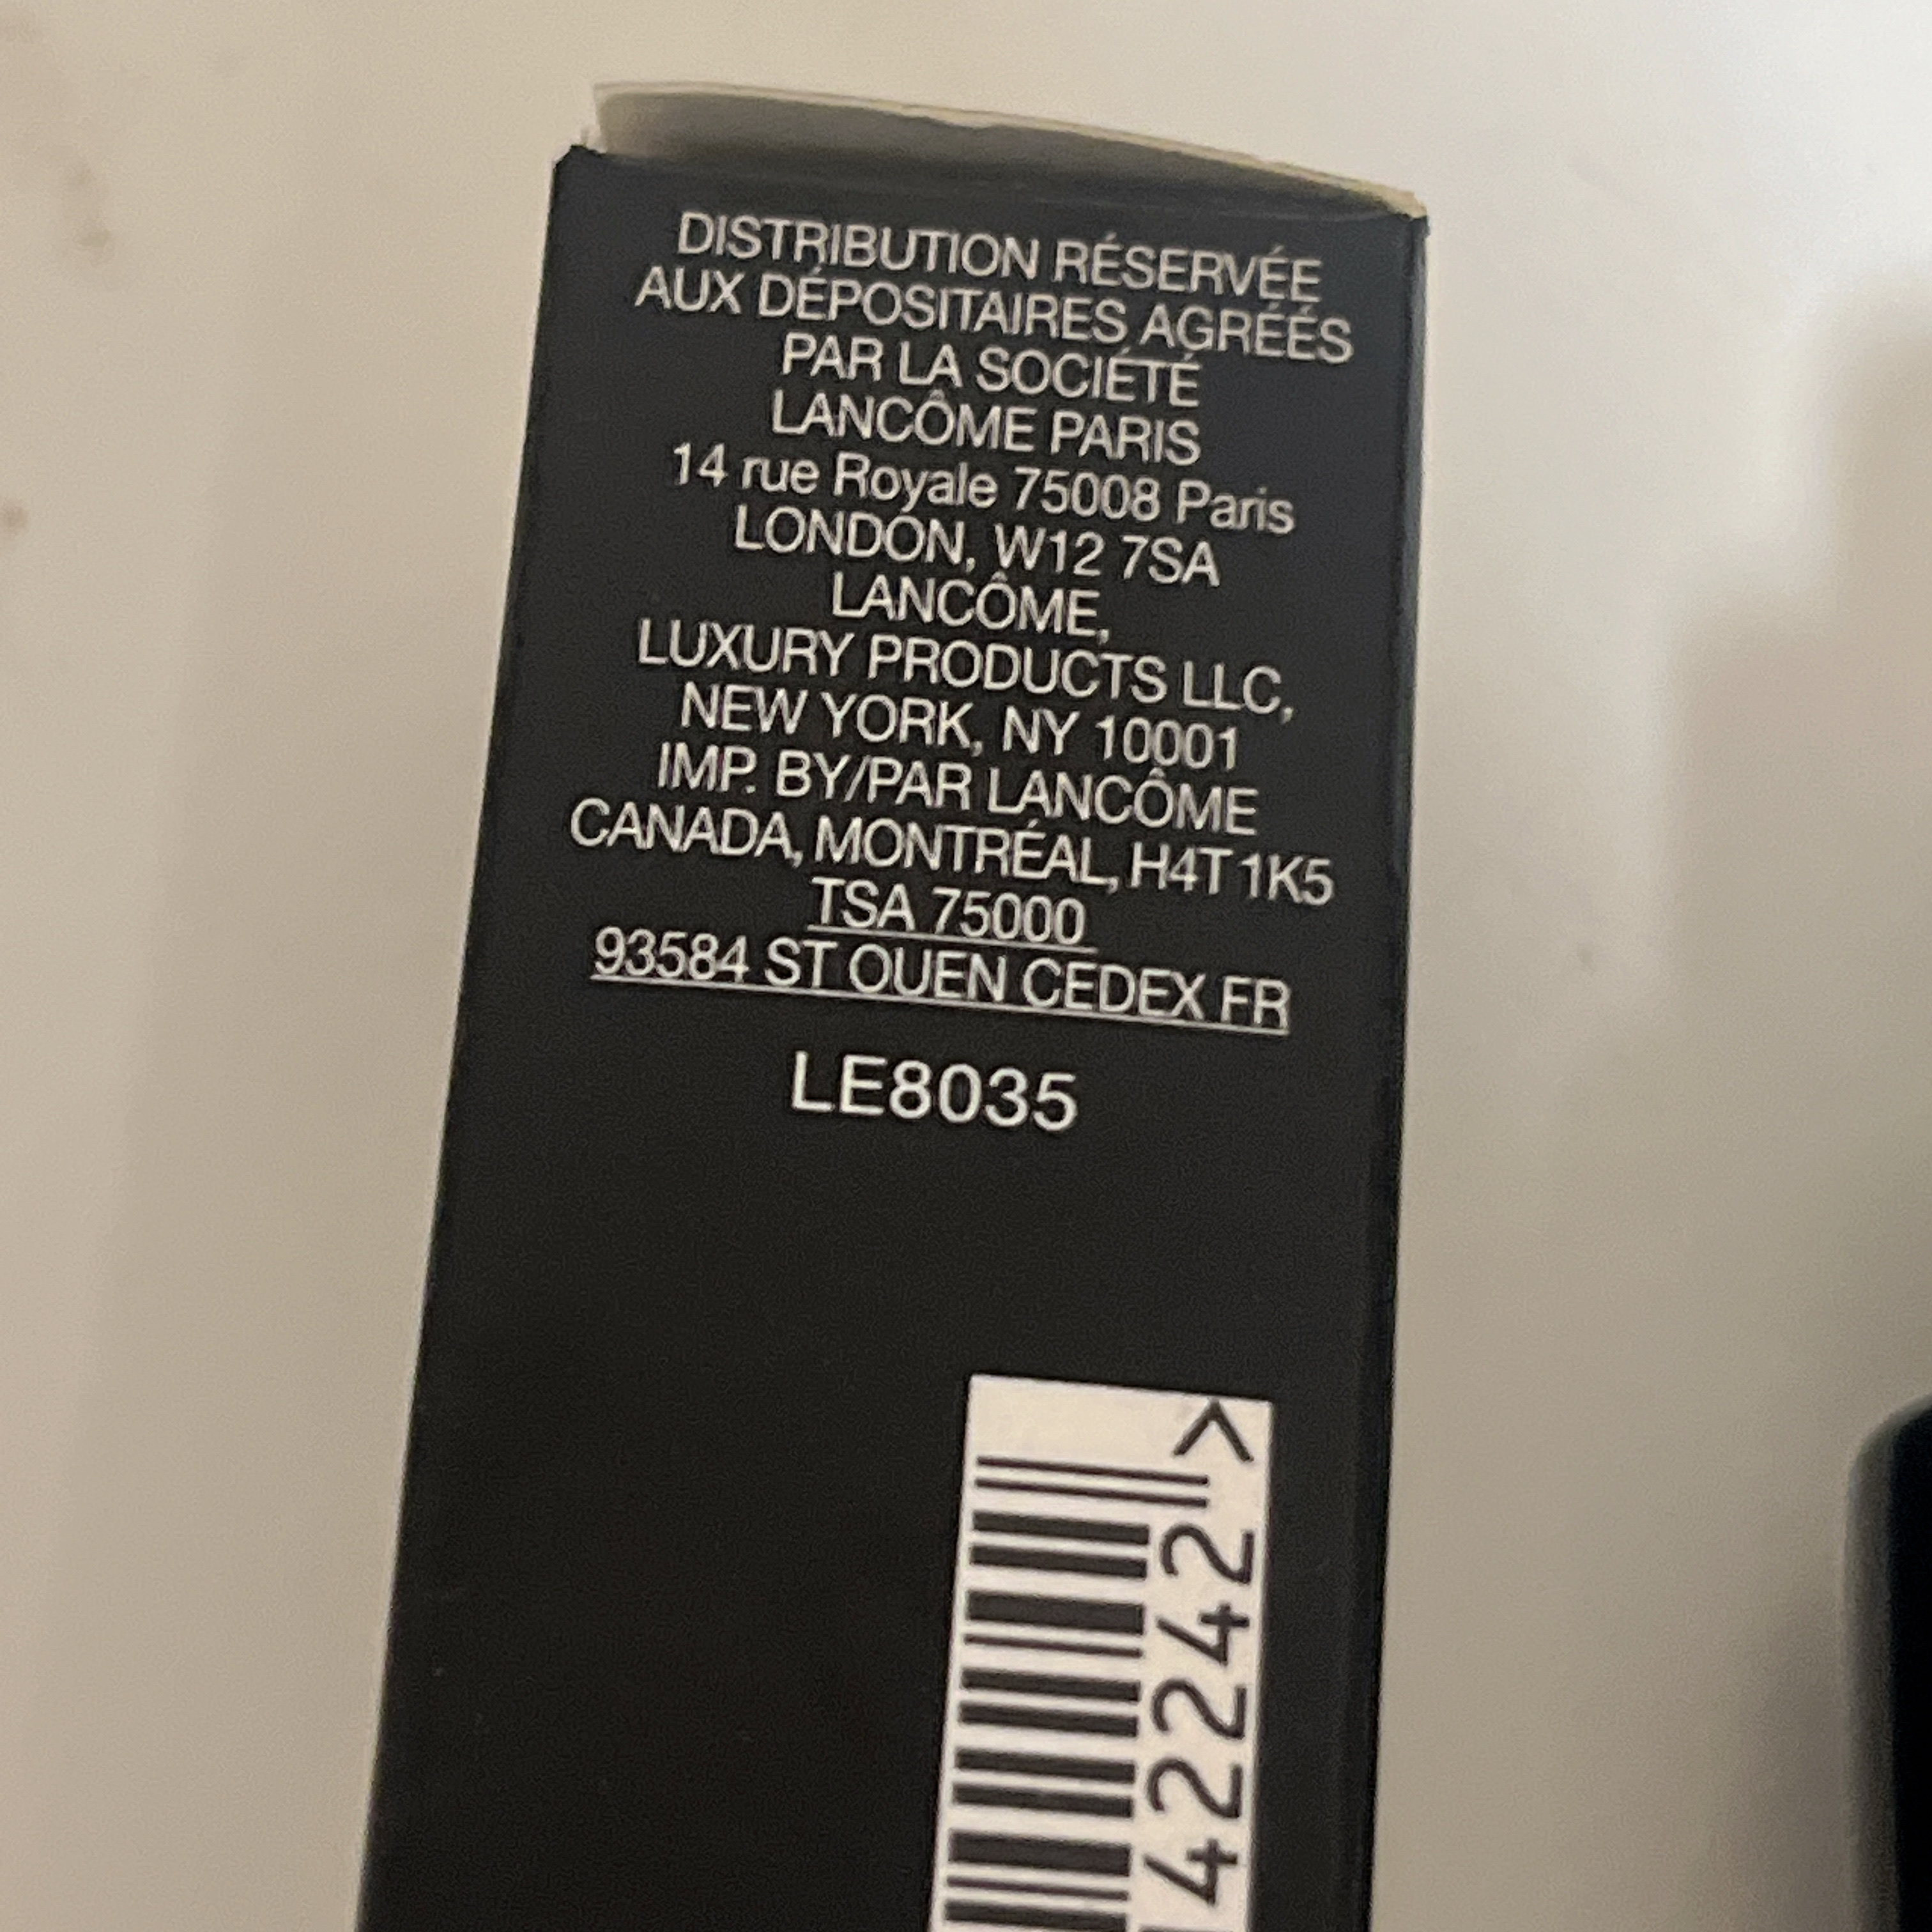 DISTRIBUTION RÉSERVÉE
AUX DÉPOSITAIRES AGRÉÉS
PAR LA SOCIÉTÉ
LANCÔME PARIS
14 rue Royale 75008 Paris
LONDON, W12 7SA
LANCÔME,
LUXURY PRODUCTS LLC,
NEW YORK, NY 10001
IMP. BY/PAR LANCÔME
CANADA, MONTRÉAL, H4T 1K5
TSA 75000
93584 ST OUEN CEDEX FR
LE8035
42242>